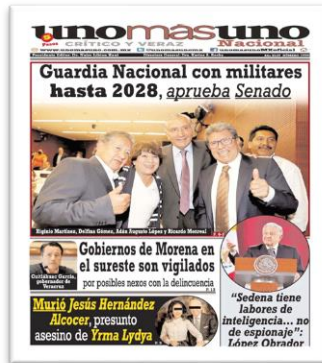 unomasuno
CRÍTICO Y VERAZ
Nacional
Guardia Nacional con militares
hasta 2028, aprueba Senado
Higinio Martínez, Delfina Gómez, Adán Augusto López y Ricardo Monreal
Gobiernos de Morena en
el sureste son vigilados
por posibles nexos con la delincuencia
Cuitláhuac García,
gobernador de
Veracruz
Murió Jesús Hernández
Alcocer, presunto
asesino de Yrma Lydya
"Sedena tiene
labores de
inteligencia... no
de espionaje":
López Obrador